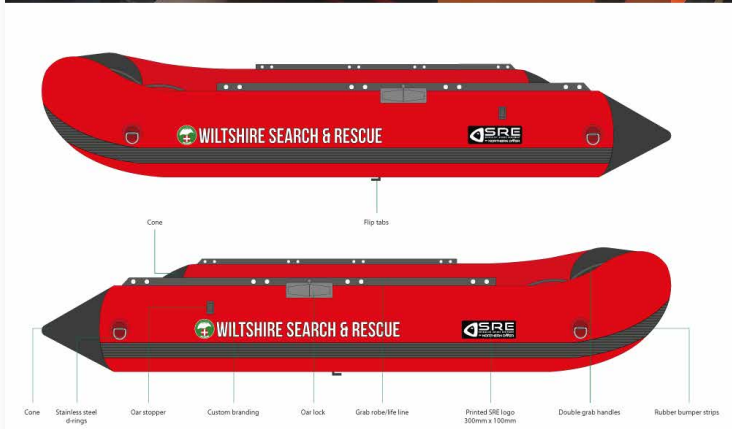 WILTSHIRE SEARCH & RESCUE
SRE
Cone
Flip tabs
WILTSHIRE SEARCH & RESCUE
SRE
Cone
Stainless steel
d-rings
Oar stopper
Custom branding
Oar lock
Grab robe/life line
Printed SRE logo
300mm x 100mm
Double grab handles
Rubber bumper strips